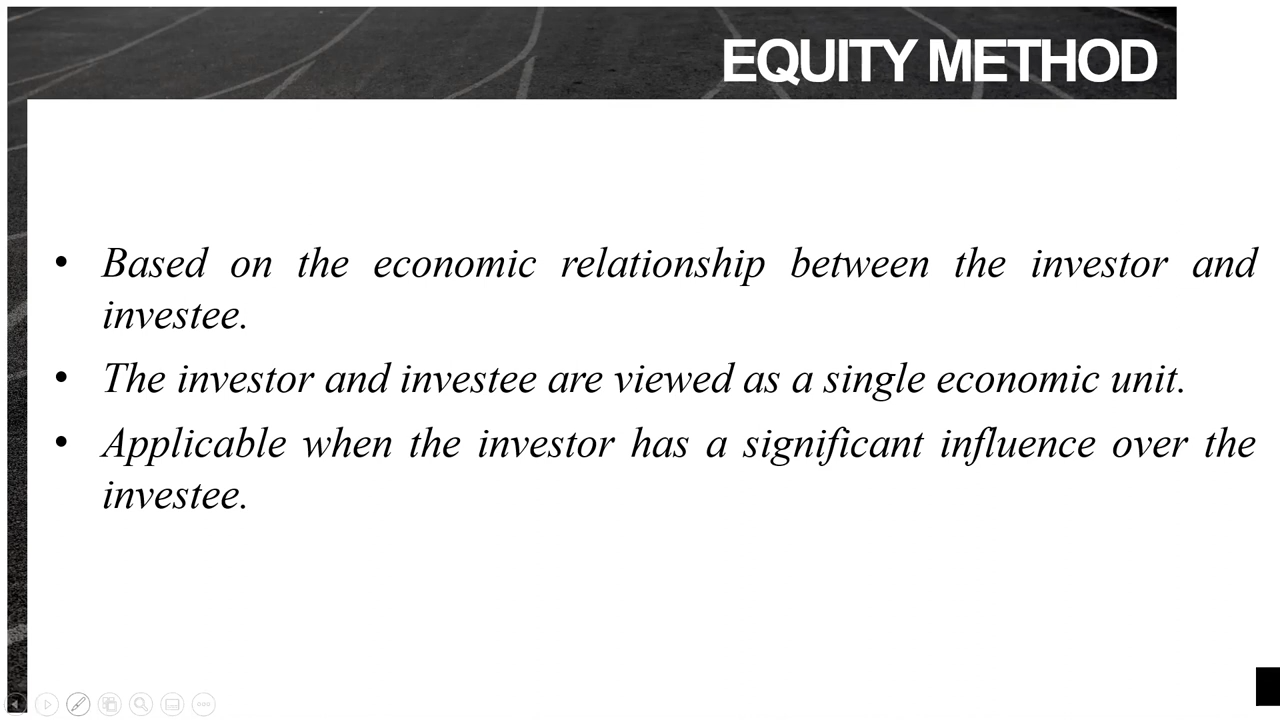 EQUITY METHOD
• Based on the economic relationship between the investor and
investee.
• The investor and investee are viewed as a single economic unit.
• Applicable when the investor has a significant influence over the
investee.